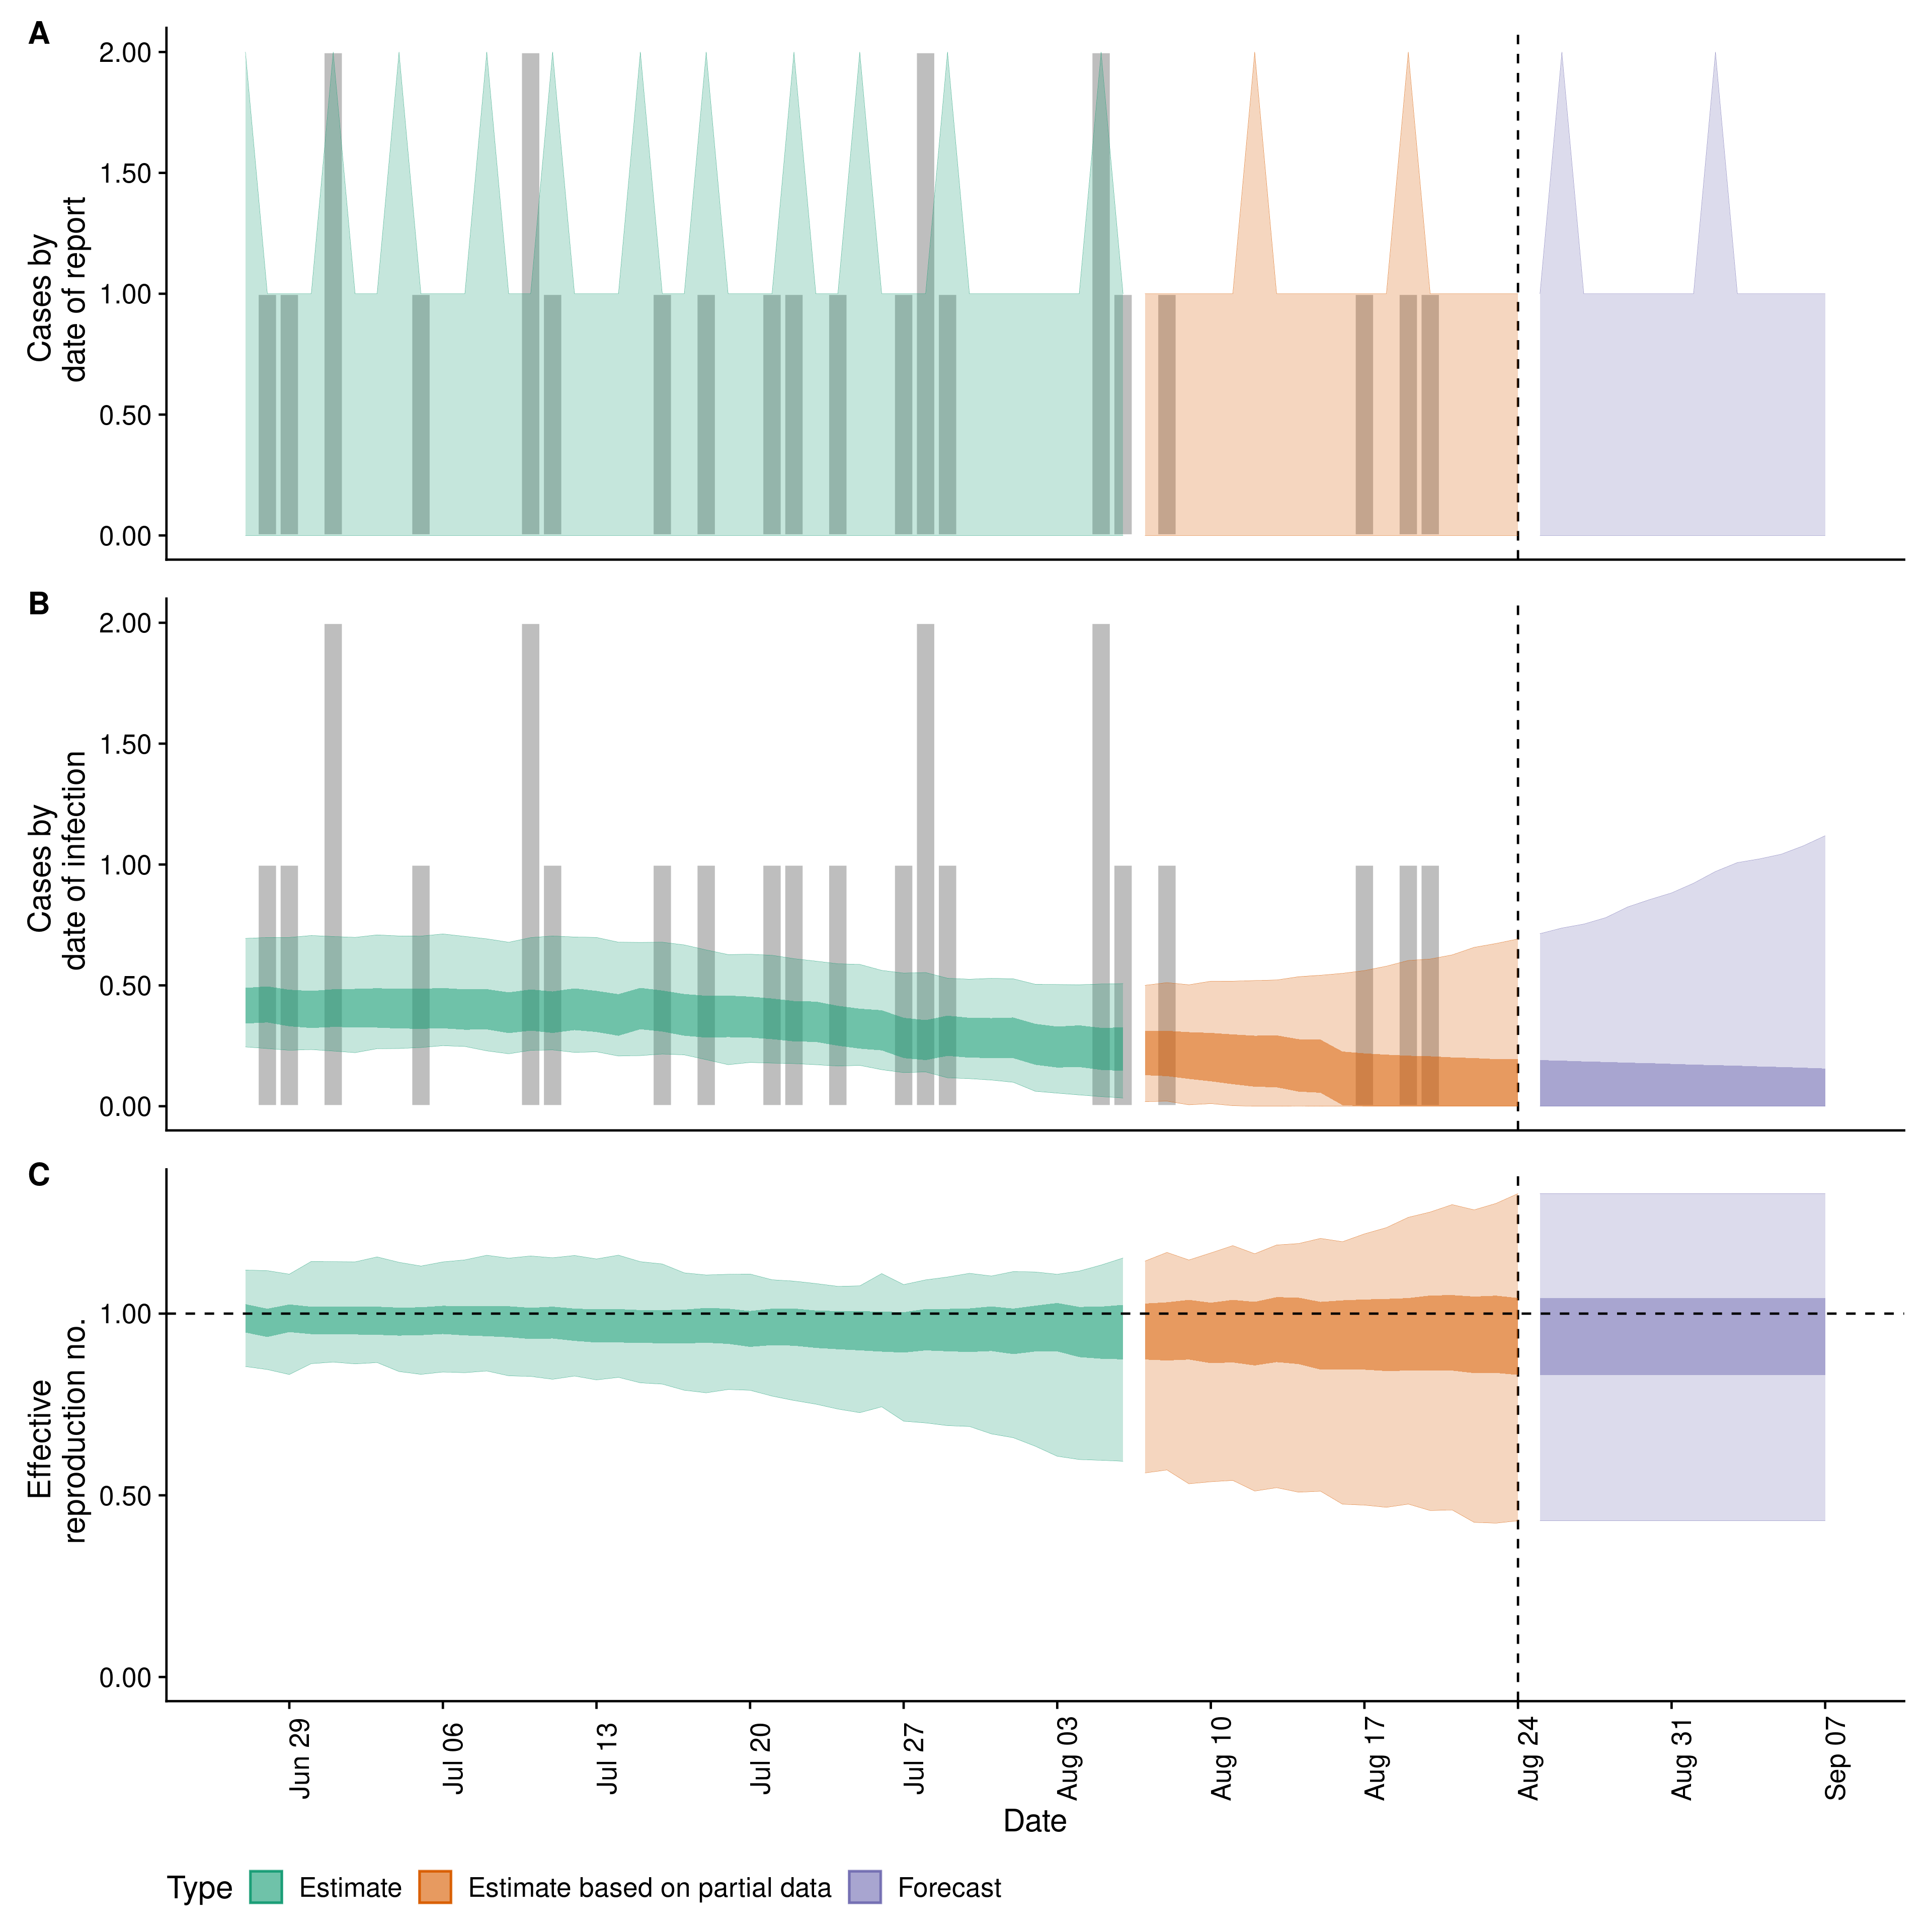 A
Cases by
date of report
2.00
1.50
1.00
0.50
0.00
B
Cases by
date of infection
2.00
1.50
1.00
0.50
0.00
C
Effective
reproduction no.
1.00
0.50
0.00
Jun 29
Jul 06
Jul 13
Jul 20
Jul 27
Aug 03
Aug 10
Aug 17
Aug 24
Aug 31
Sep 07
Date
Type Estimate Estimate based on partial data Forecast